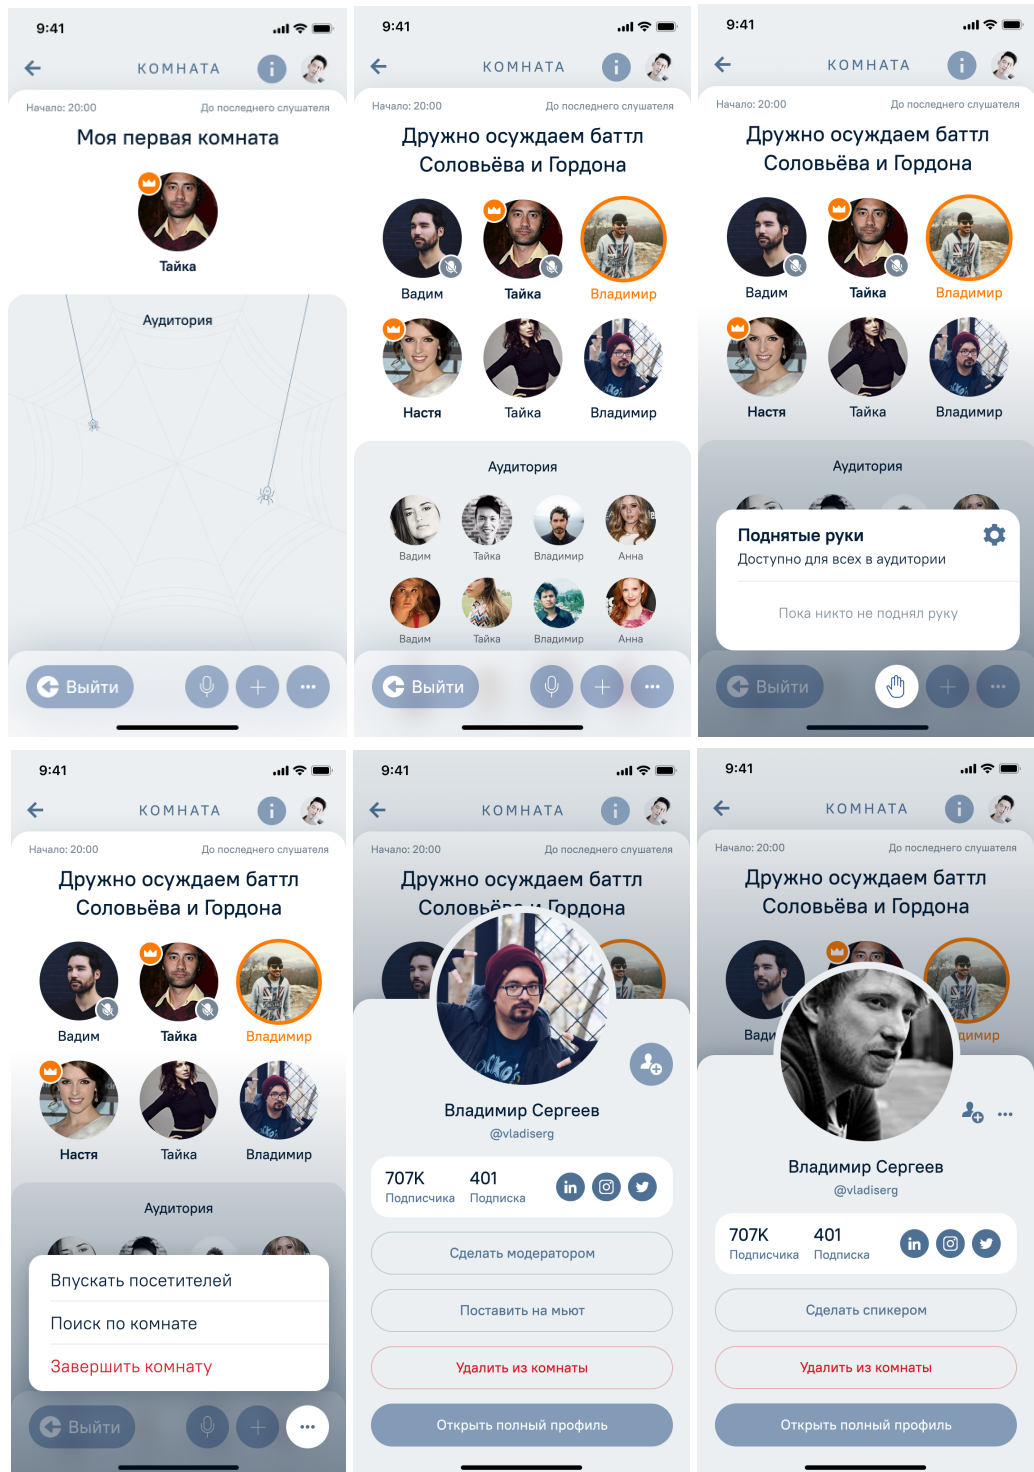 9:41
КОМНАТА
Начало: 20:00
До последнего слушателя
Моя первая комната
Тайка
Аудитория
Выйти
9:41
КОМНАТА
Начало: 20:00
До последнего слушателя
Дружно осуждаем баттл
Соловьёва и Гордона
Вадим
Тайка
Владимир
Настя
Тайка
Владимир
Аудитория
Вадим
Тайка
Владимир
Анна
Вадим
Тайка
Владимир
Анна
Выйти
9:41
КОМНАТА
Начало: 20:00
До последнего слушателя
Дружно осуждаем баттл
Соловьёва и Гордона
Вадим
Тайка
Владимир
Настя
Тайка
Владимир
Аудитория
Поднятые руки
Доступно для всех в аудитории
Пока никто не поднял руку
Выйти
9:41
КОМНАТА
Начало: 20:00
До последнего слушателя
Дружно осуждаем баттл
Соловьёва и Гордона
Вадим
Тайка
Владимир
Настя
Тайка
Владимир
Аудитория
Впускать посетителей
Поиск по комнате
Завершить комнату
Выйти
9:41
КОМНАТА
Начало: 20:00
До последнего слушателя
Дружно осуждаем баттл
Соловьёва и Гордона
Владимир Сергеев
@vladiserg
707K
401
in
Подписчика
Подписка
Сделать модератором
Поставить на мьют
Удалить из комнаты
Открыть полный профиль
9:41
КОМНАТА
Начало: 20:00
До последнего слушателя
Дружно осуждаем баттл
Соловьёва и Гордона
Владимир Сергеев
@vladiserg
707K
401
in
Подписчика
Подписка
Сделать спикером
Удалить из комнаты
Открыть полный профиль